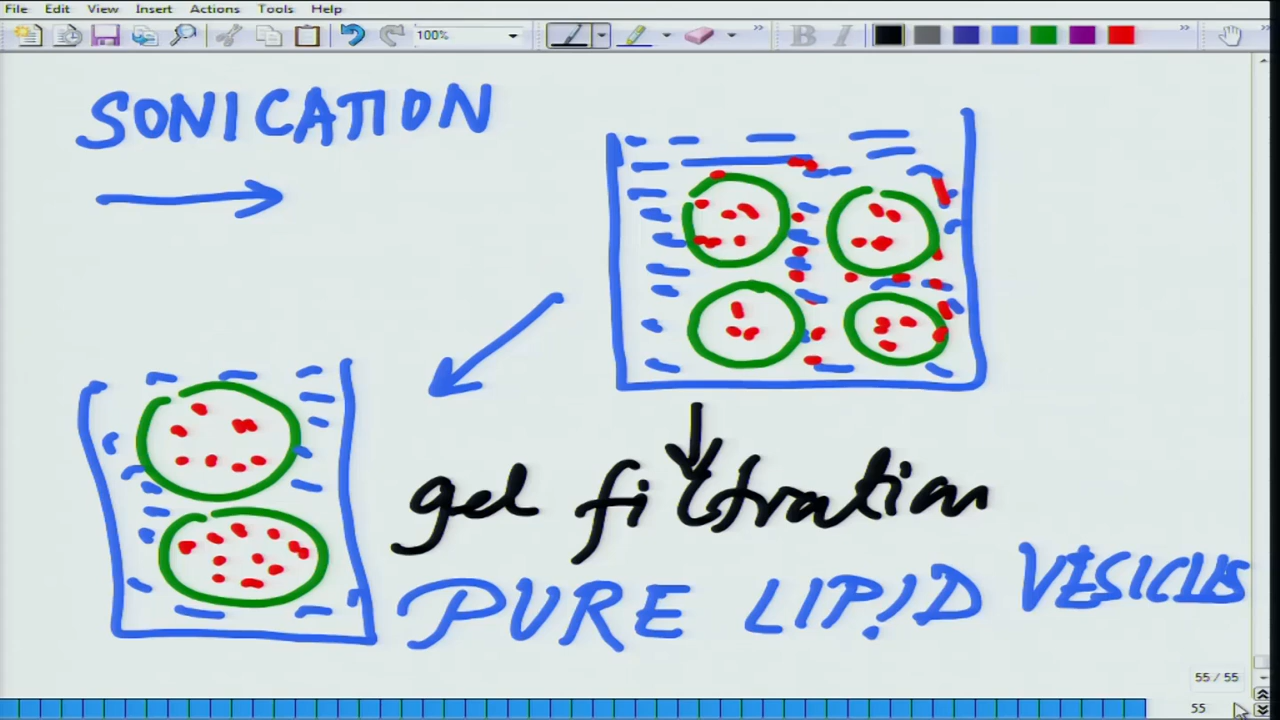 File Edit View Insert Actions Tools Help
100%
SONICATION
gel filtration
PURE LIPID VESICLES
55 / 55
55